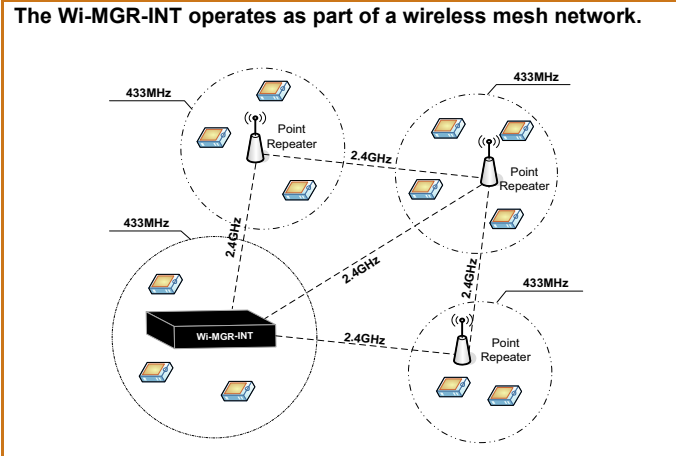 The Wi-MGR-INT operates as part of a wireless mesh network.
433MHz
433MHz
Point
Repeater
2.4GHz
Point
Repeater
433MHz
2.4GHz
2.4GHz
2.4GHz
433MHz
Wi-MGR-INT
2.4GHz
Point
Repeater